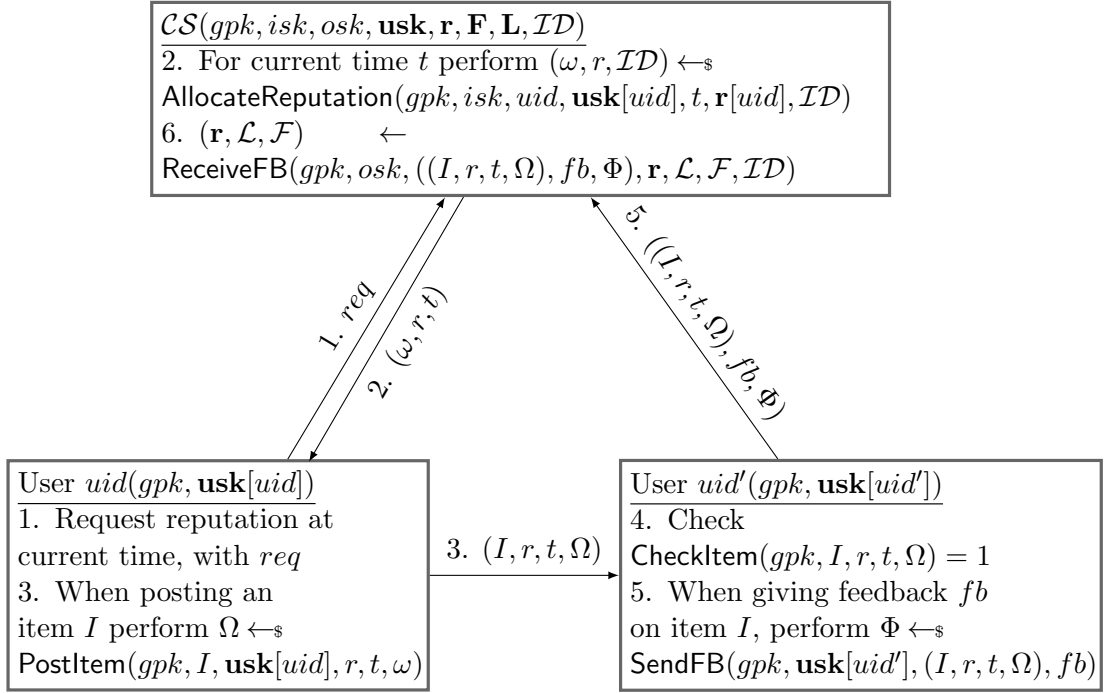 𝒞𝒮(gpk, isk, osk, usk, r, F, L, ℐ𝒟)
2. For current time t perform (ω, r, ℐ𝒟) ←$
AllocateReputation(gpk, isk, uid, usk[uid], t, r[uid], ℐ𝒟)
6. (r, ℒ, ℱ) ←
ReceiveFB(gpk, osk, ((I, r, t, Ω), fb, Φ), r, ℒ, ℱ, ℐ𝒟)
1. req
2. (ω, r, t)
5. ((I, r, t, Ω), fb, Φ)
User uid(gpk, usk[uid])
1. Request reputation at
current time, with req
3. When posting an
item I perform Ω ←$
PostItem(gpk, I, usk[uid], r, t, ω)
3. (I, r, t, Ω)
User uid′(gpk, usk[uid′])
4. Check
CheckItem(gpk, I, r, t, Ω) = 1
5. When giving feedback fb
on item I, perform Φ ←$
SendFB(gpk, usk[uid′], (I, r, t, Ω), fb)